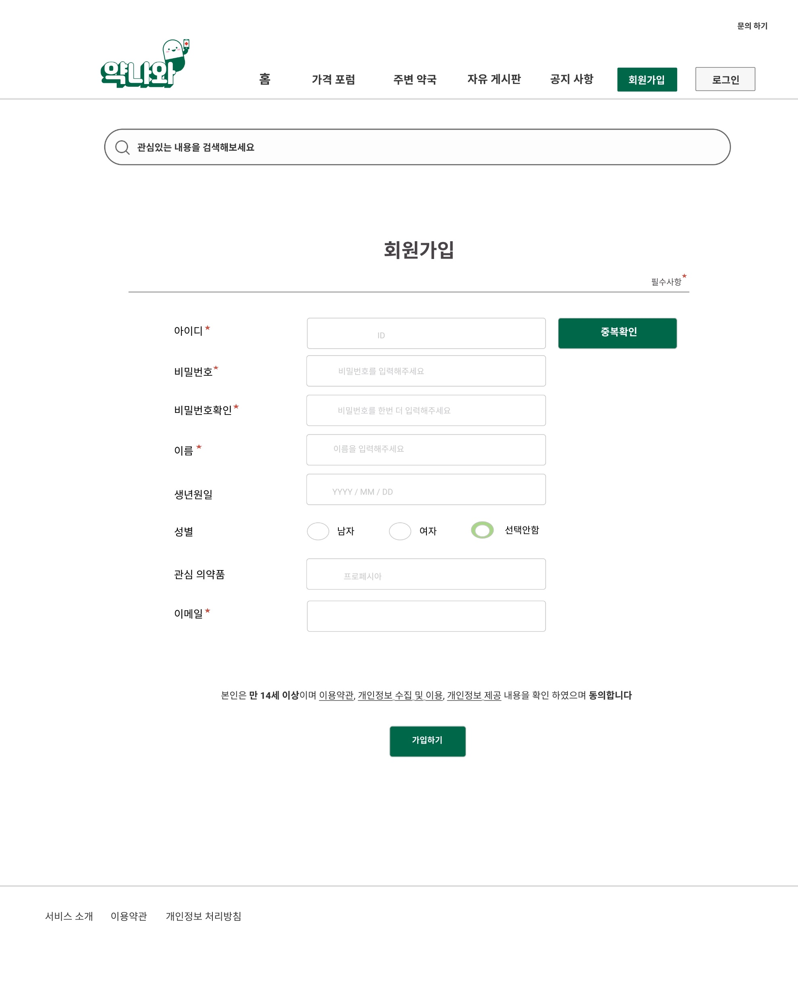 문의 하기
약나와
홈 가격 포럼 주변 약국 자유 게시판 공지 사항 회원가입 로그인
관심있는 내용을 검색해보세요
회원가입
필수사항★
아이디 ★ ID 중복확인
비밀번호★ 비밀번호를 입력해주세요
비밀번호확인★ 비밀번호를 한번 더 입력해주세요
이름 ★ 이름을 입력해주세요
생년원일 YYYY / MM / DD
성별 남자 여자 선택안함
관심 의약품 프로페시아
이메일 ★
본인은 만 14세 이상이며 이용약관, 개인정보 수집 및 이용, 개인정보 제공 내용을 확인 하였으며 동의합니다
가입하기
서비스 소개 이용약관 개인정보 처리방침